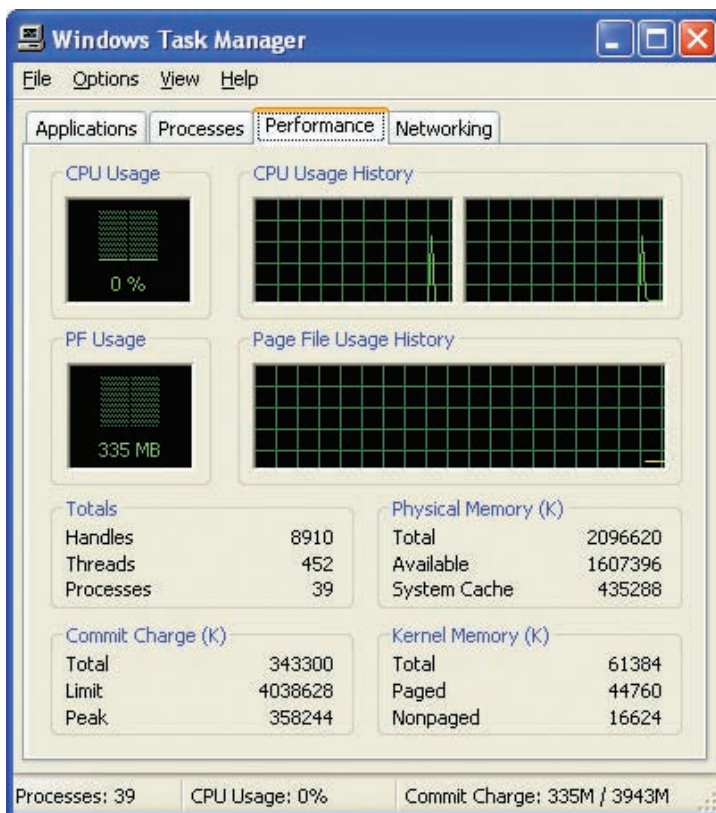 Windows Task Manager
File Options View Help
Applications Processes Performance Networking
CPU Usage
0 %
CPU Usage History
PF Usage
335 MB
Page File Usage History
Totals
Handles 8910
Threads 452
Processes 39
Physical Memory (K)
Total 2096620
Available 1607396
System Cache 435288
Commit Charge (K)
Total 343300
Limit 4038628
Peak 358244
Kernel Memory (K)
Total 61384
Paged 44760
Nonpaged 16624
Processes: 39 CPU Usage: 0% Commit Charge: 335M / 3943M